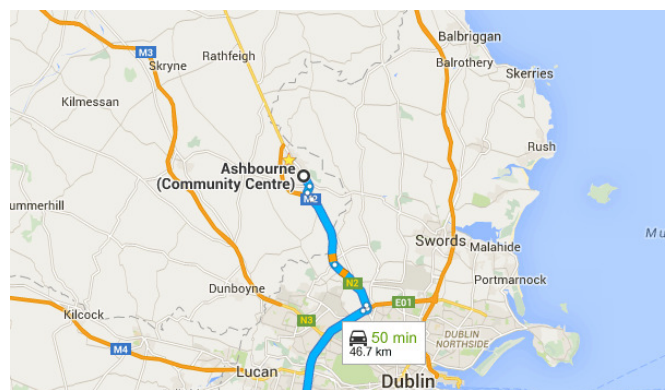 Balbriggan
M3
Skryne
Rathfeigh
Balrothery
Skerries
Kilmessan
Rush
Ashbourne
(Community Centre)
M2
ummerhill
Mu
Swords
Malahide
N2
Portmarnock
Dunboyne
E01
Kilcock
N3
50 min
46.7 km
DUBLIN
NORTHSIDE
M4
Lucan
Dublin